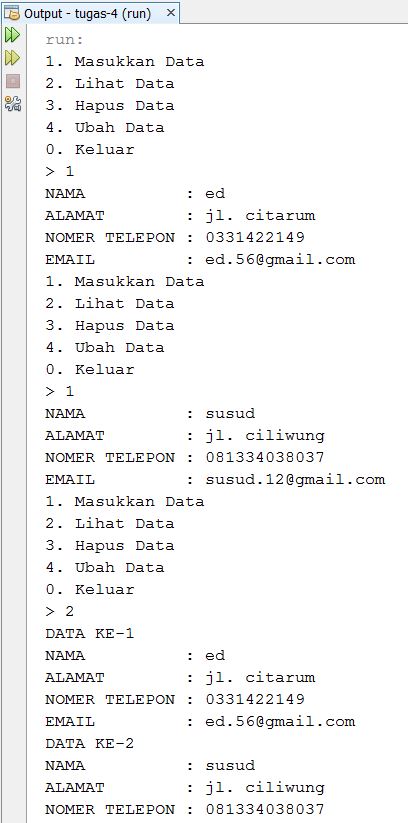 Output - tugas-4 (run) ×
run:
1. Masukkan Data
2. Lihat Data
3. Hapus Data
4. Ubah Data
0. Keluar
> 1
NAMA : ed
ALAMAT : jl. citarum
NOMER TELEPON : 0331422149
EMAIL : ed.56@gmail.com
1. Masukkan Data
2. Lihat Data
3. Hapus Data
4. Ubah Data
0. Keluar
> 1
NAMA : susud
ALAMAT : jl. ciliwung
NOMER TELEPON : 081334038037
EMAIL : susud.12@gmail.com
1. Masukkan Data
2. Lihat Data
3. Hapus Data
4. Ubah Data
0. Keluar
> 2
DATA KE-1
NAMA : ed
ALAMAT : jl. citarum
NOMER TELEPON : 0331422149
EMAIL : ed.56@gmail.com
DATA KE-2
NAMA : susud
ALAMAT : jl. ciliwung
NOMER TELEPON : 081334038037